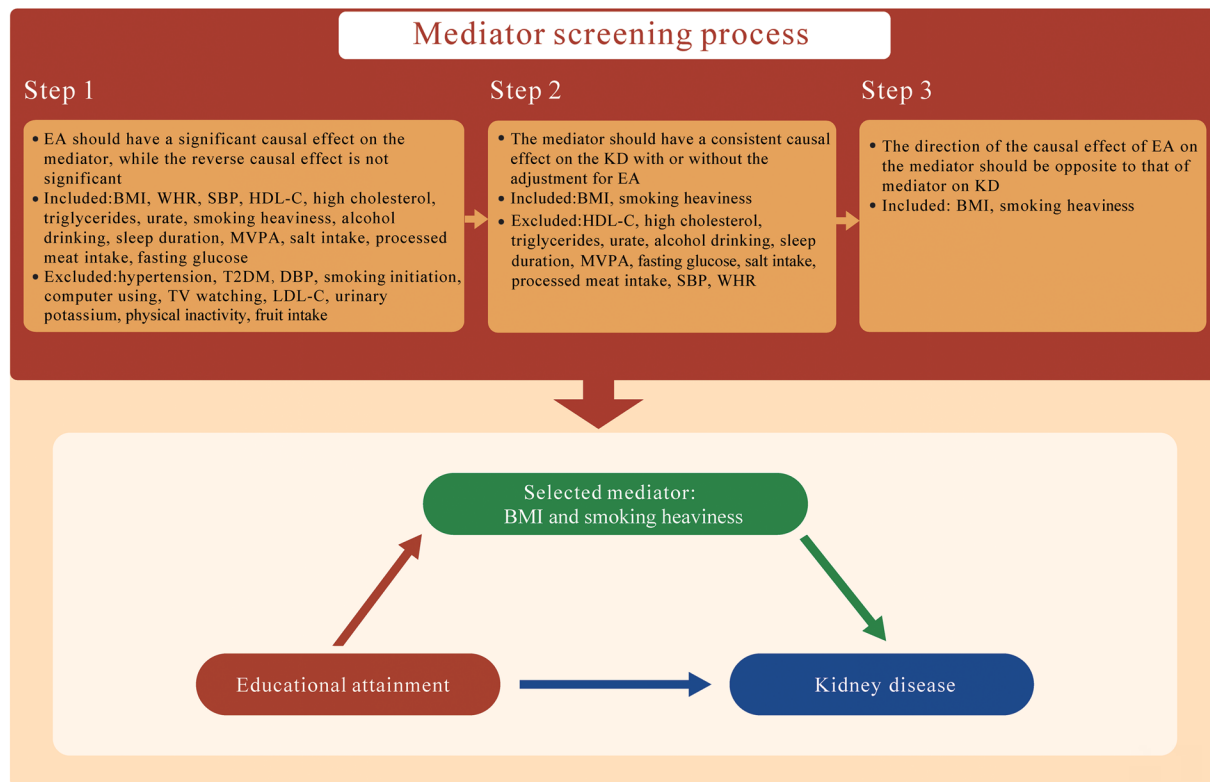 Mediator screening process
Step 1
• EA should have a significant causal effect on the
mediator, while the reverse causal effect is not
significant
• Included:BMI, WHR, SBP, HDL-C, high cholesterol,
triglycerides, urate, smoking heaviness, alcohol
drinking, sleep duration, MVPA, salt intake, processed
meat intake, fasting glucose
• Excluded:hypertension, T2DM, DBP, smoking initiation,
computer using, TV watching, LDL-C, urinary
potassium, physical inactivity, fruit intake
Step 2
• The mediator should have a consistent causal
effect on the KD with or without the
adjustment for EA
• Included:BMI, smoking heaviness
• Excluded:HDL-C, high cholesterol,
triglycerides, urate, alcohol drinking, sleep
duration, MVPA, fasting glucose, salt intake,
processed meat intake, SBP, WHR
Step 3
• The direction of the causal effect of EA on
the mediator should be opposite to that of
mediator on KD
• Included: BMI, smoking heaviness
Selected mediator:
BMI and smoking heaviness
Educational attainment
Kidney disease